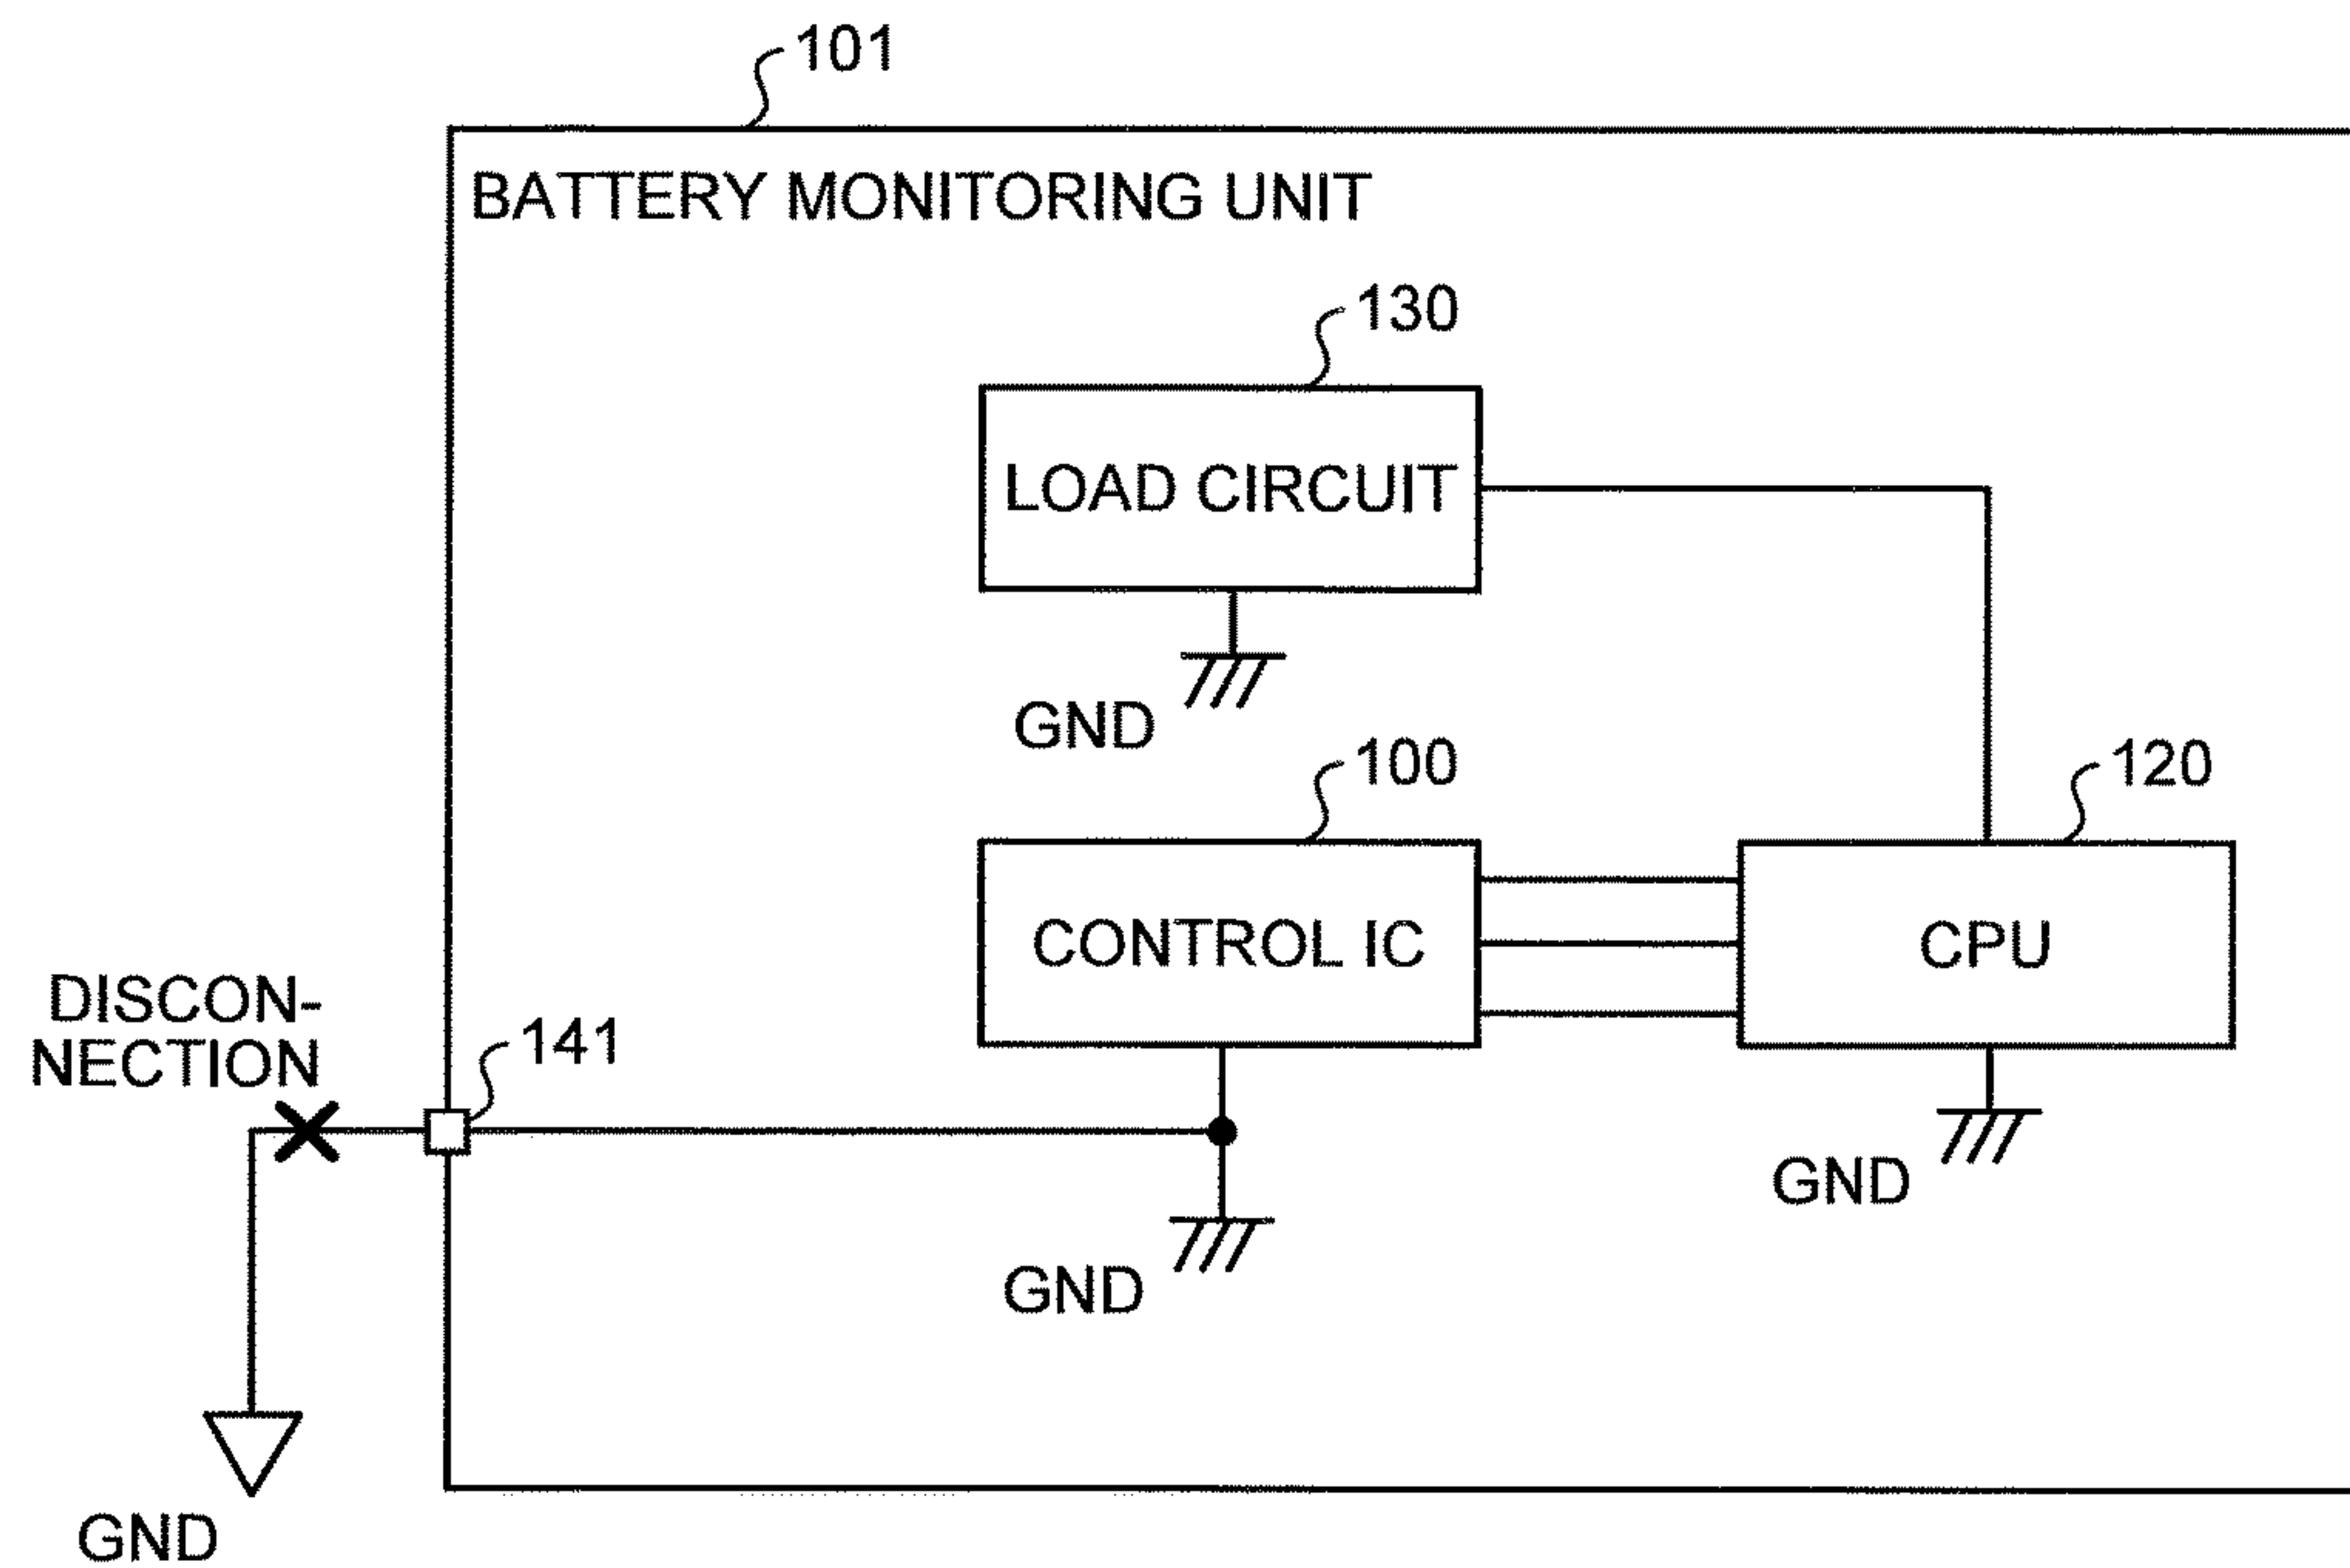 101
BATTERY MONITORING UNIT
130
LOAD CIRCUIT
GND
100
120
CONTROL IC
CPU
DISCON-
NECTION
141
GND
GND
GND